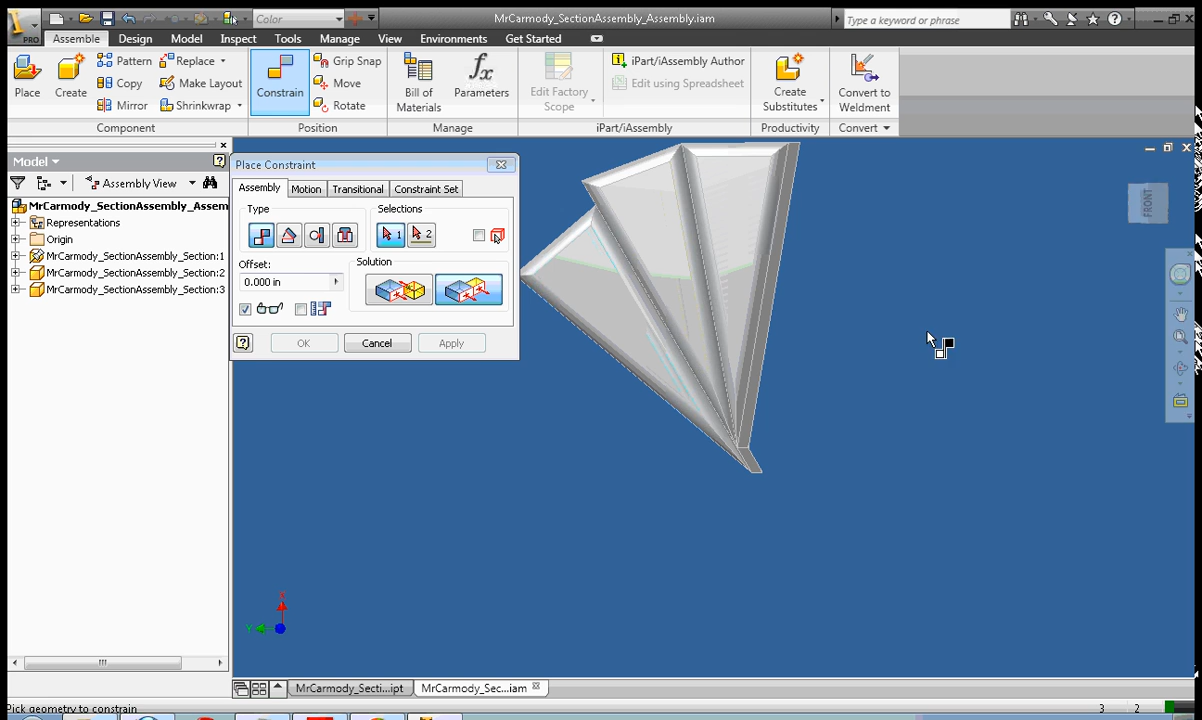 MrCarmody_SectionAssembly_Assembly.iam
Color
Type a keyword or phrase
PRO
Assemble Design Model Inspect Tools Manage View Environments Get Started
Place
Create
Pattern
Copy
Mirror
Replace
Make Layout
Shrinkwrap
Constrain
Grip Snap
Move
Rotate
Bill of
Materials
fx
Parameters
Edit Factory
Scope
iPart/iAssembly Author
Edit using Spreadsheet
Create
Substitutes
Convert to
Weldment
Component Position Manage iPart/iAssembly Productivity Convert
Model
Assembly View
MrCarmody_SectionAssembly_Assem
Representations
Origin
MrCarmody_SectionAssembly_Section:1
MrCarmody_SectionAssembly_Section:2
MrCarmody_SectionAssembly_Section:3
Place Constraint
Assembly Motion Transitional Constraint Set
Type
Selections
1
2
Offset:
0.000 in
Solution
OK Cancel Apply
FRONT
X
Y
MrCarmody_Secti...ipt
MrCarmody_Sec...iam
Pick geometry to constrain
3 2